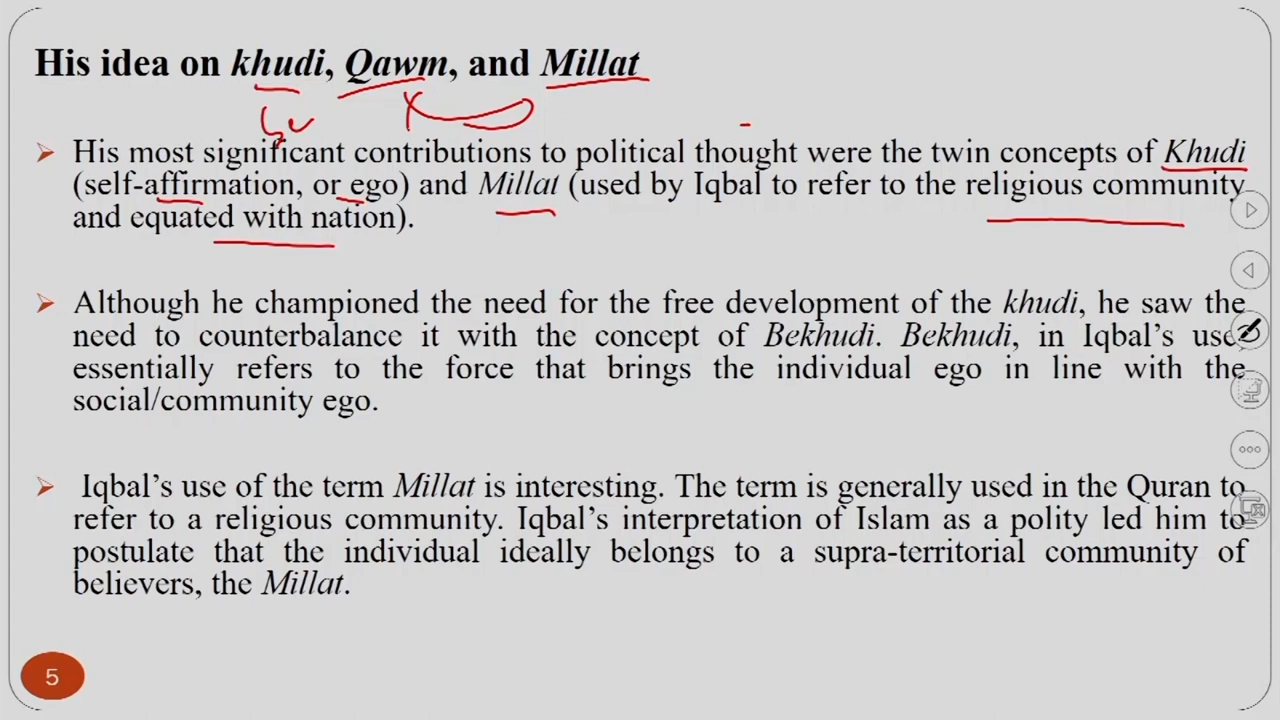 His idea on khudi, Qawm, and Millat
His most significant contributions to political thought were the twin concepts of Khudi
(self-affirmation, or ego) and Millat (used by Iqbal to refer to the religious community
and equated with nation).
Although he championed the need for the free development of the khudi, he saw the
need to counterbalance it with the concept of Bekhudi. Bekhudi, in Iqbal’s use,
essentially refers to the force that brings the individual ego in line with the
social/community ego.
Iqbal’s use of the term Millat is interesting. The term is generally used in the Quran to
refer to a religious community. Iqbal’s interpretation of Islam as a polity led him to
postulate that the individual ideally belongs to a supra-territorial community of
believers, the Millat.
5